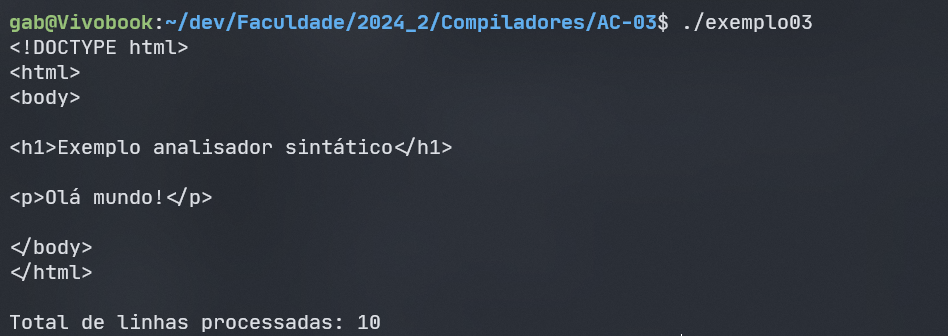 gab@Vivobook:~/dev/Faculdade/2024_2/Compiladores/AC-03$ ./exemplo03
<!DOCTYPE html>
<html>
<body>
<h1>Exemplo analisador sintático</h1>
<p>Olá mundo!</p>
</body>
</html>
Total de linhas processadas: 10